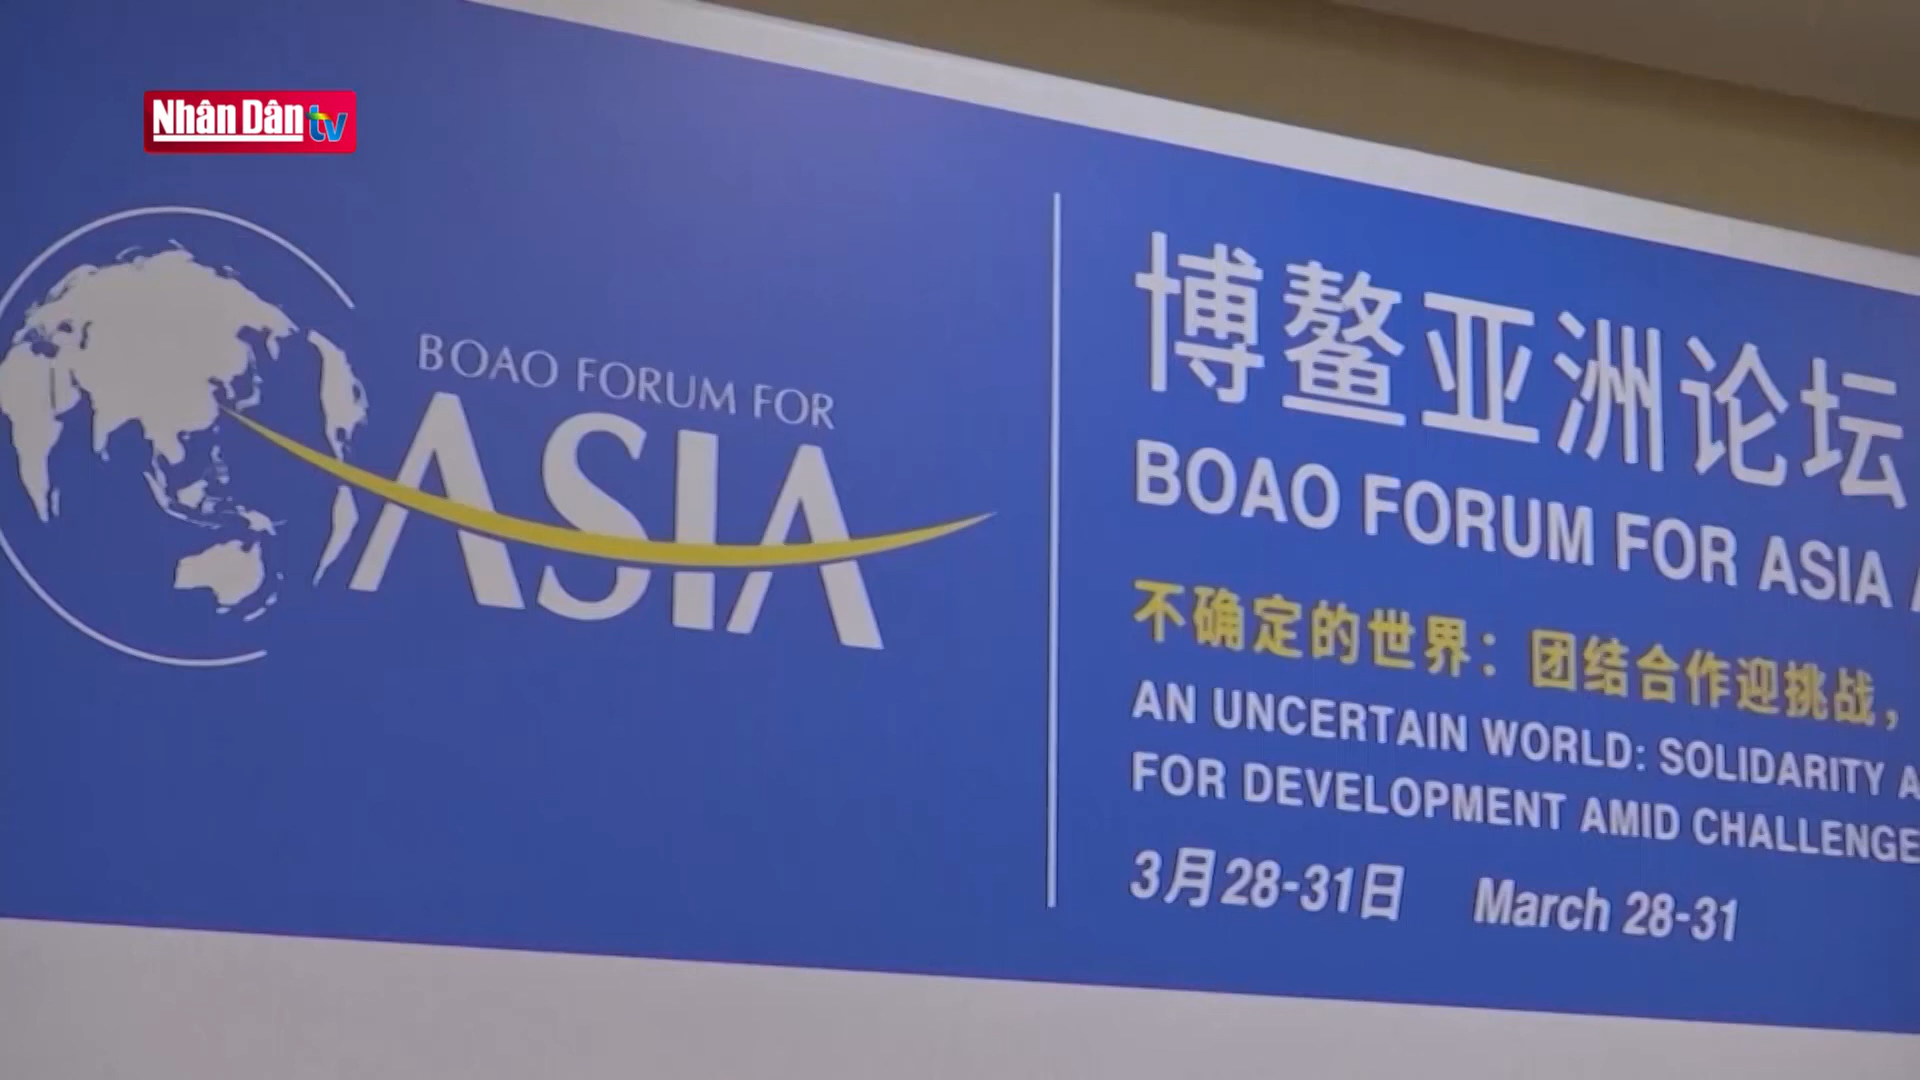 Nhân Dân tv
BOAO FORUM FOR
ASIA
博鳌亚洲论坛
BOAO FORUM FOR ASIA
不确定的世界：团结合作迎挑战，
AN UNCERTAIN WORLD: SOLIDARITY
FOR DEVELOPMENT AMID CHALLENGE
3月28-31日 March 28-31